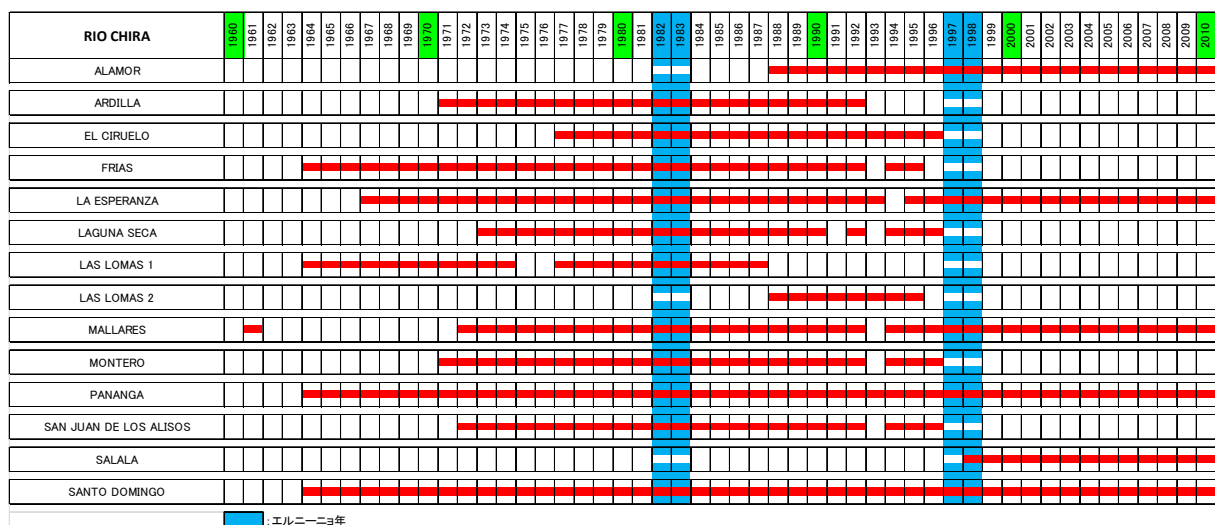 RIO CHIRA 1960 1961 1962 1963 1964 1965 1966 1967 1968 1969 1970 1971 1972 1973 1974 1975 1976 1977 1978 1979 1980 1981 1982 1983 1984 1985 1986 1987 1988 1989 1990 1991 1992 1993 1994 1995 1996 1997 1998 1999 2000 2001 2002 2003 2004 2005 2006 2007 2008 2009 2010
ALAMOR
ARDILLA
EL CIRUELO
FRIAS
LA ESPERANZA
LAGUNA SECA
LAS LOMAS 1
LAS LOMAS 2
MALLARES
MONTERO
PANANGA
SAN JUAN DE LOS ALISOS
SALALA
SANTO DOMINGO
:エルニーニョ年